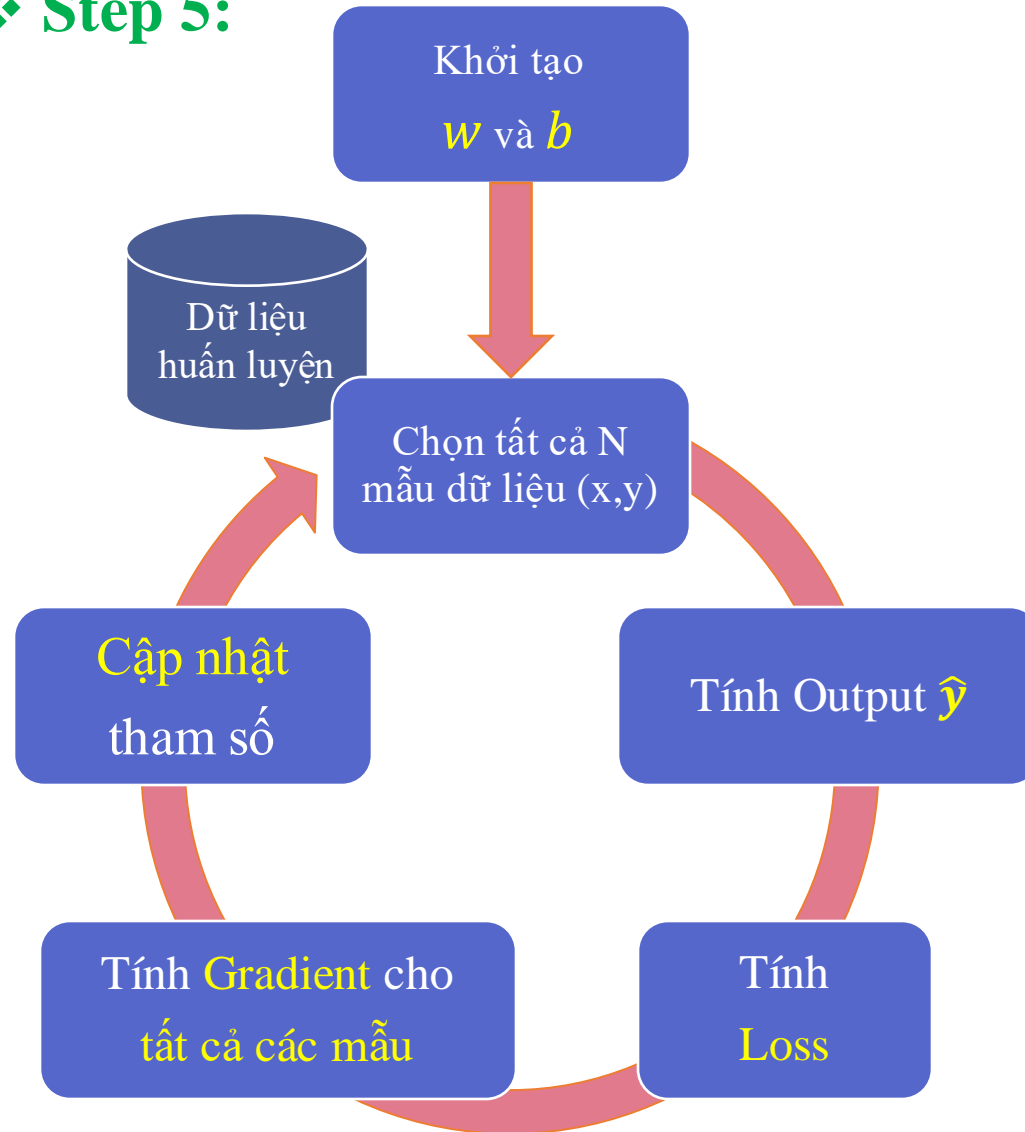 ❖ Step 5:
Khởi tạo
w và b
Dữ liệu
huấn luyện
Chọn tất cả N
mẫu dữ liệu (x,y)
Tính Output ŷ
Tính
Loss
Tính Gradient cho
tất cả các mẫu
Cập nhật
tham số